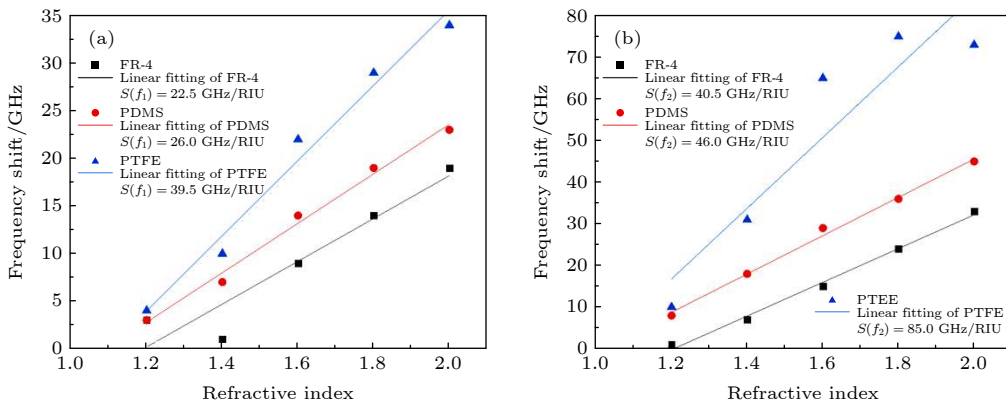 35
30
25
20
15
10
5
0
Frequency shift/GHz
(a)
FR-4
Linear fitting of FR-4
S(f₁) = 22.5 GHz/RIU
PDMS
Linear fitting of PDMS
S(f₁) = 26.0 GHz/RIU
PTFE
Linear fitting of PTFE
S(f₁) = 39.5 GHz/RIU
1.0 1.2 1.4 1.6 1.8 2.0
Refractive index
80
70
60
50
40
30
20
10
0
Frequency shift/GHz
(b)
FR-4
Linear fitting of FR-4
S(f₂) = 40.5 GHz/RIU
PDMS
Linear fitting of PDMS
S(f₂) = 46.0 GHz/RIU
PTEE
Linear fitting of PTFE
S(f₂) = 85.0 GHz/RIU
1.0 1.2 1.4 1.6 1.8 2.0
Refractive index